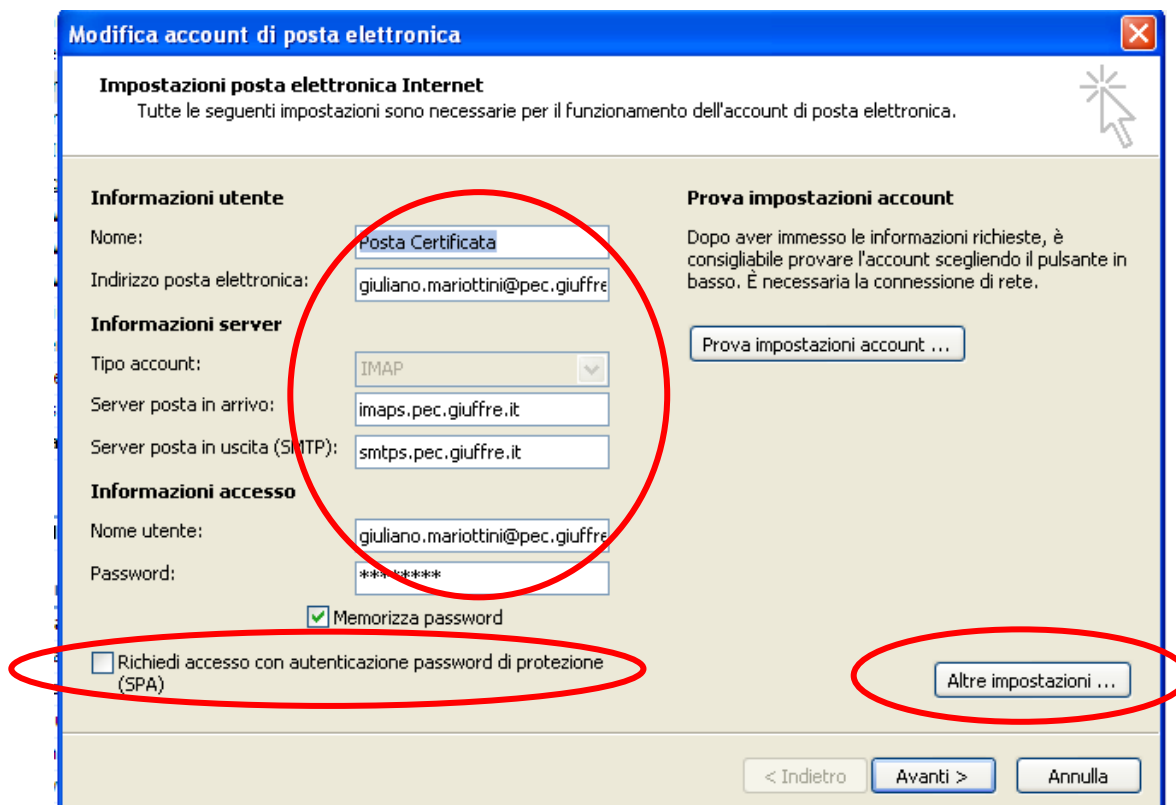 Modifica account di posta elettronica
Impostazioni posta elettronica Internet
Tutte le seguenti impostazioni sono necessarie per il funzionamento dell'account di posta elettronica.
Informazioni utente
Nome:
Posta Certificata
Indirizzo posta elettronica:
giuliano.mariottini@pec.giuffre
Informazioni server
Tipo account:
IMAP
Server posta in arrivo:
imaps.pec.giuffre.it
Server posta in uscita (SMTP):
smtps.pec.giuffre.it
Informazioni accesso
Nome utente:
giuliano.mariottini@pec.giuffre
Password:
********
Memorizza password
Richiedi accesso con autenticazione password di protezione
(SPA)
Prova impostazioni account
Dopo aver immesso le informazioni richieste, è
consigliabile provare l'account scegliendo il pulsante in
basso. È necessaria la connessione di rete.
Prova impostazioni account ...
Altre impostazioni ...
< Indietro
Avanti >
Annulla